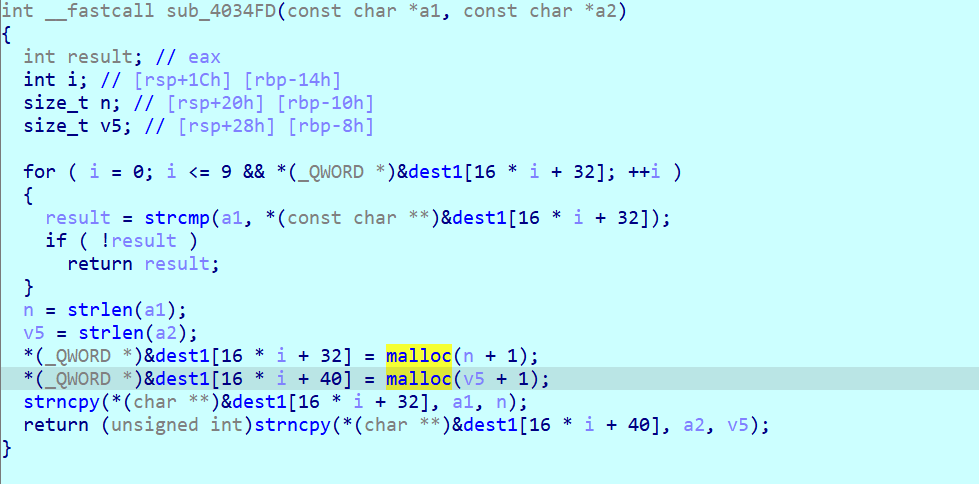 int __fastcall sub_4034FD(const char *a1, const char *a2)
{
  int result; // eax
  int i; // [rsp+1Ch] [rbp-14h]
  size_t n; // [rsp+20h] [rbp-10h]
  size_t v5; // [rsp+28h] [rbp-8h]

  for ( i = 0; i <= 9 && *(_QWORD *)&dest1[16 * i + 32]; ++i )
  {
    result = strcmp(a1, *(const char **)&dest1[16 * i + 32]);
    if ( !result )
      return result;
  }
  n = strlen(a1);
  v5 = strlen(a2);
  *(_QWORD *)&dest1[16 * i + 32] = malloc(n + 1);
  *(_QWORD *)&dest1[16 * i + 40] = malloc(v5 + 1);
  strncpy(*(char **)&dest1[16 * i + 32], a1, n);
  return (unsigned int)strncpy(*(char **)&dest1[16 * i + 40], a2, v5);
}